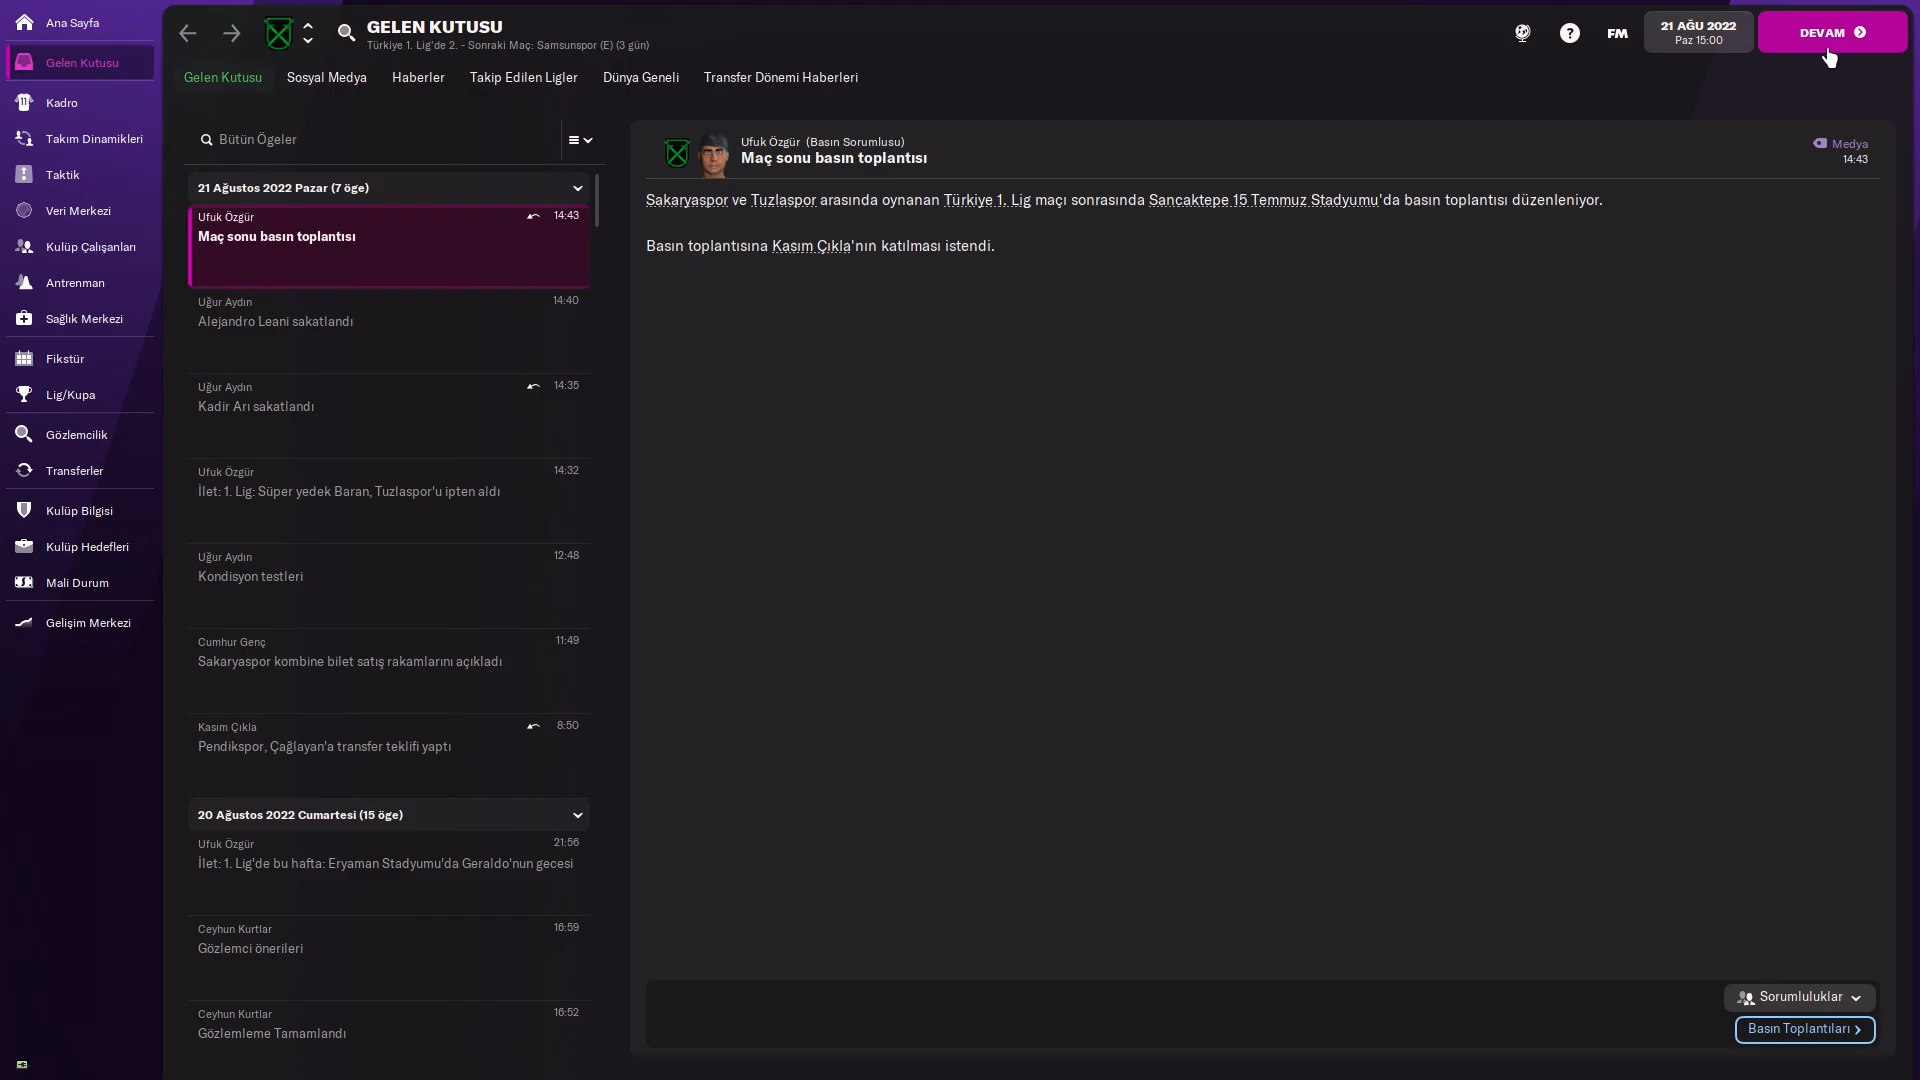 Ana Sayfa
Gelen Kutusu
Kadro
Takım Dinamikleri
Taktik
Veri Merkezi
Kulüp Çalışanları
Antrenman
Sağlık Merkezi
Fikstür
Lig/Kupa
Gözlemcilik
Transferler
Kulüp Bilgisi
Kulüp Hedefleri
Mali Durum
Gelişim Merkezi
GELEN KUTUSU
Türkiye 1. Lig'de 2. - Sonraki Maç: Samsunspor (E) (3 gün)
?
FM
21 AĞU 2022
Paz 15:00
DEVAM
Gelen Kutusu Sosyal Medya Haberler Takip Edilen Ligler Dünya Geneli Transfer Dönemi Haberleri
Bütün Ögeler
21 Ağustos 2022 Pazar (7 öge)
Ufuk Özgür 14:43
Maç sonu basın toplantısı
Uğur Aydın 14:40
Alejandro Leani sakatlandı
Uğur Aydın 14:35
Kadir Arı sakatlandı
Ufuk Özgür 14:32
İlet: 1. Lig: Süper yedek Baran, Tuzlaspor'u ipten aldı
Uğur Aydın 12:48
Kondisyon testleri
Cumhur Genç 11:49
Sakaryaspor kombine bilet satış rakamlarını açıkladı
Kasım Çıkla 8:50
Pendikspor, Çağlayan'a transfer teklifi yaptı
20 Ağustos 2022 Cumartesi (15 öge)
Ufuk Özgür 21:56
İlet: 1. Lig'de bu hafta: Eryaman Stadyumu'da Geraldo'nun gecesi
Ceyhun Kurtlar 16:59
Gözlemci önerileri
Ceyhun Kurtlar 16:52
Gözlemleme Tamamlandı
Ufuk Özgür (Basın Sorumlusu)
Maç sonu basın toplantısı
Medya
14:43
Sakaryaspor ve Tuzlaspor arasında oynanan Türkiye 1. Lig maçı sonrasında Sancaktepe 15 Temmuz Stadyumu'da basın toplantısı düzenleniyor.
Basın toplantısına Kasım Çıkla'nın katılması istendi.
Sorumluluklar
Basın Toplantıları